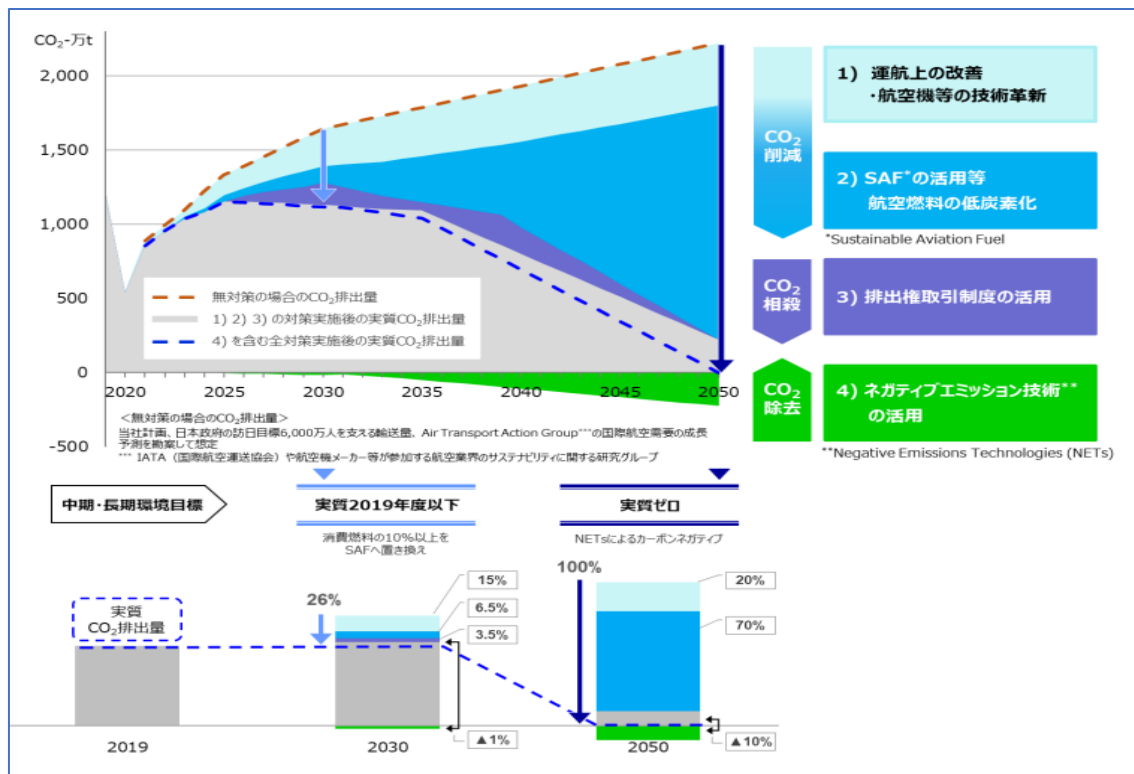 CO₂-万t
2,000
1,500
1,000
500
0
-500
2020
2025
2030
2035
2040
2045
2050
無対策の場合のCO₂排出量
1) 2) 3) の対策実施後の実質CO₂排出量
4) を含む全対策実施後の実質CO₂排出量
<無対策の場合のCO₂排出量>
当社計画、日本政府の訪日目標6,000万人を支える輸送量、Air Transport Action Group***の国際航空需要の成長
予測を勘案して想定
*** IATA（国際航空運送協会）や航空機メーカー等が参加する航空業界のサステナビリティに関する研究グループ
CO₂
削減
1) 運航上の改善
・航空機等の技術革新
2) SAF*の活用等
航空燃料の低炭素化
*Sustainable Aviation Fuel
CO₂
相殺
3) 排出権取引制度の活用
CO₂
除去
4) ネガティブエミッション技術**
の活用
**Negative Emissions Technologies (NETs)
中期・長期環境目標
実質2019年度以下
実質ゼロ
消費燃料の10%以上を
SAFへ置き換え
NETsによるカーボンネガティブ
実質
CO₂排出量
26%
15%
6.5%
3.5%
▲1%
100%
20%
70%
▲10%
2019
2030
2050